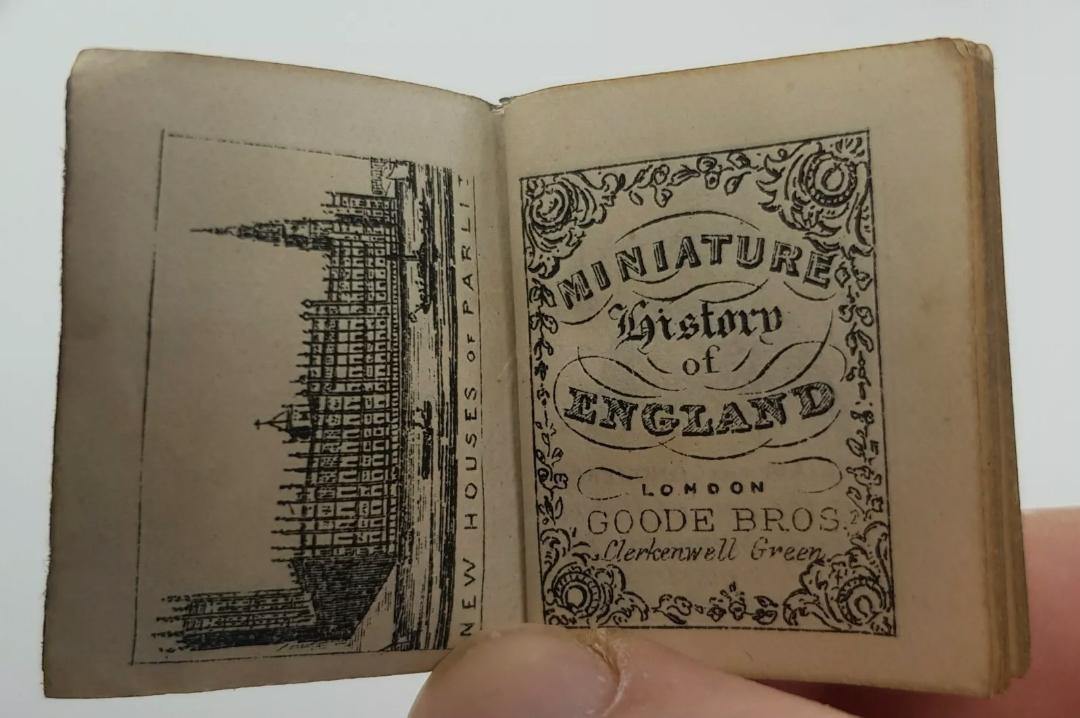 NEW HOUSES OF PARLI T
MINIATURE
History
of
ENGLAND
LONDON
GOODE BROS.
Clerkenwell Green